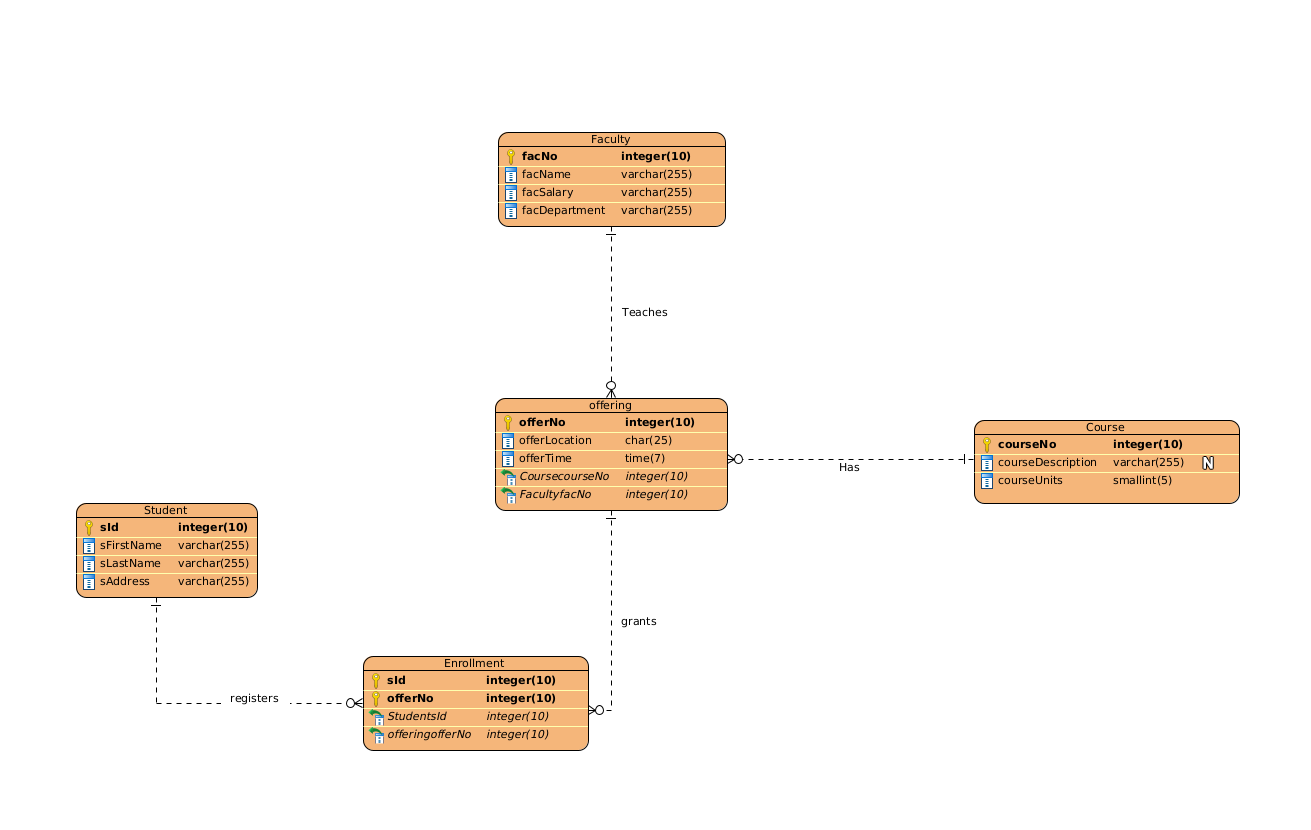 Faculty
facNo integer(10)
facName varchar(255)
facSalary varchar(255)
facDepartment varchar(255)
Teaches
offering
offerNo integer(10)
offerLocation char(25)
offerTime time(7)
CoursecourseNo integer(10)
FacultyfacNo integer(10)
Has
Course
courseNo integer(10)
courseDescription varchar(255) N
courseUnits smallint(5)
Student
sId integer(10)
sFirstName varchar(255)
sLastName varchar(255)
sAddress varchar(255)
grants
registers
Enrollment
sId integer(10)
offerNo integer(10)
StudentsId integer(10)
offeringofferNo integer(10)